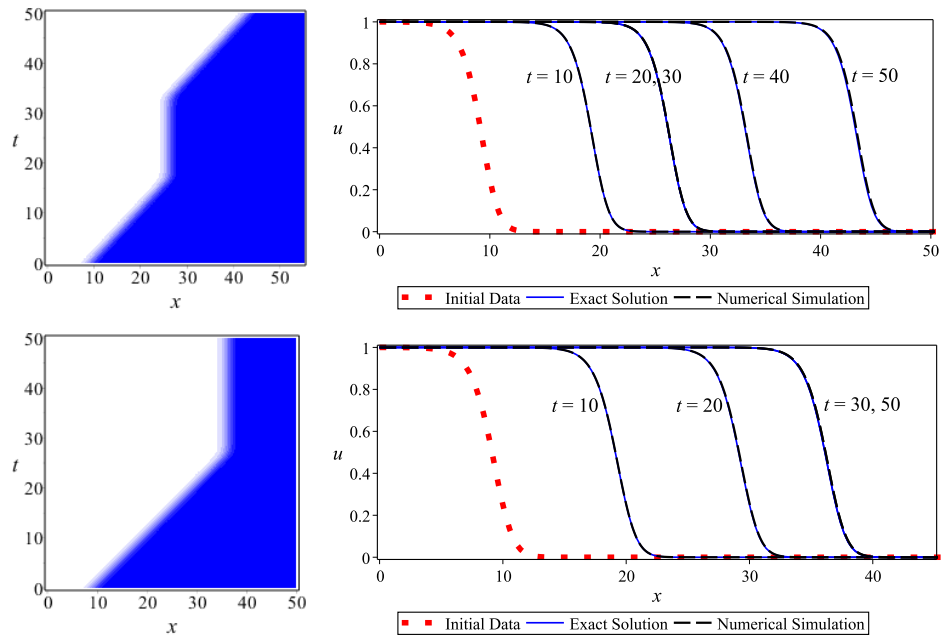 50
40
30
20
10
0
t
0 10 20 30 40 50
x
1
0.8
0.6
0.4
0.2
0
u
t = 10
t = 20, 30
t = 40
t = 50
0 10 20 30 40 50
x
Initial Data Exact Solution Numerical Simulation
50
40
30
20
10
0
t
0 10 20 30 40 50
x
1
0.8
0.6
0.4
0.2
0
u
t = 10
t = 20
t = 30, 50
0 10 20 30 40
x
Initial Data Exact Solution Numerical Simulation